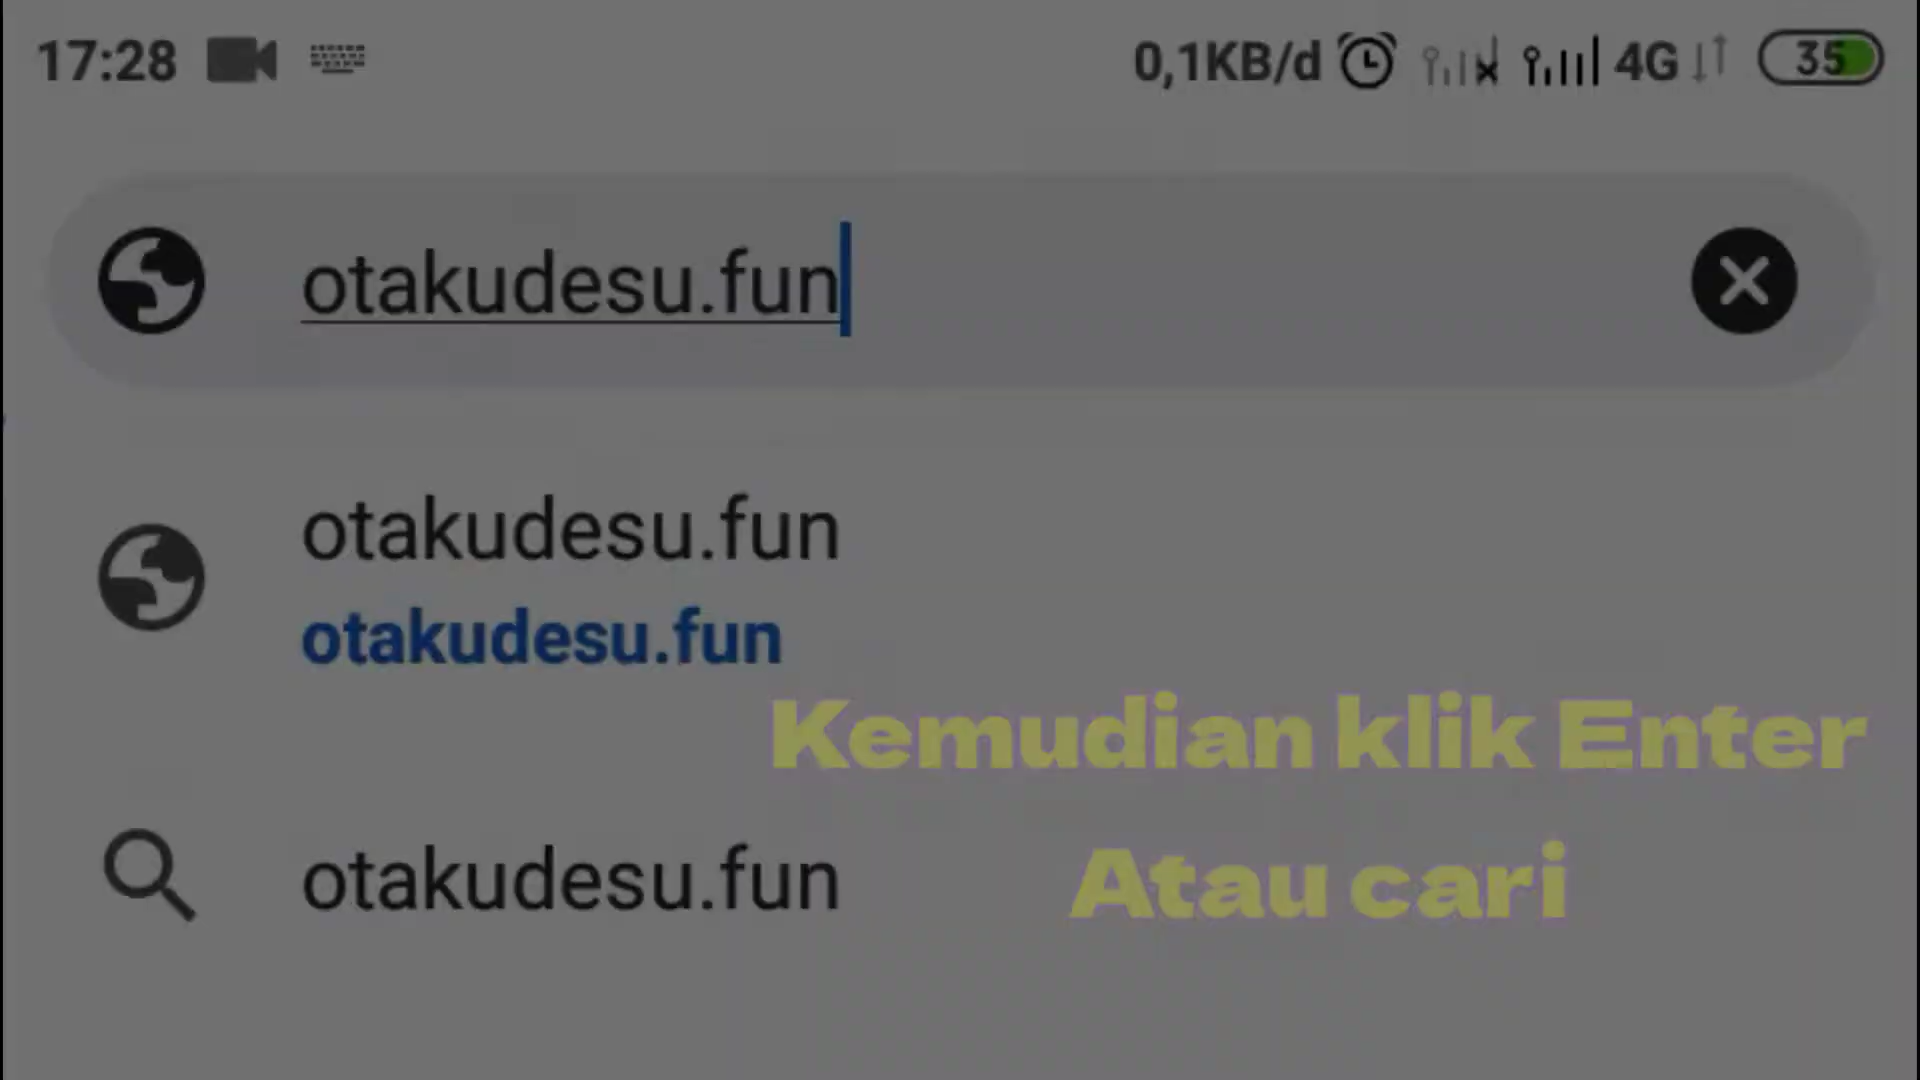 17:28 0,1KB/d 4G 35
otakudesu.fun
otakudesu.fun
otakudesu.fun
Kemudian klik Enter
otakudesu.fun Atau cari